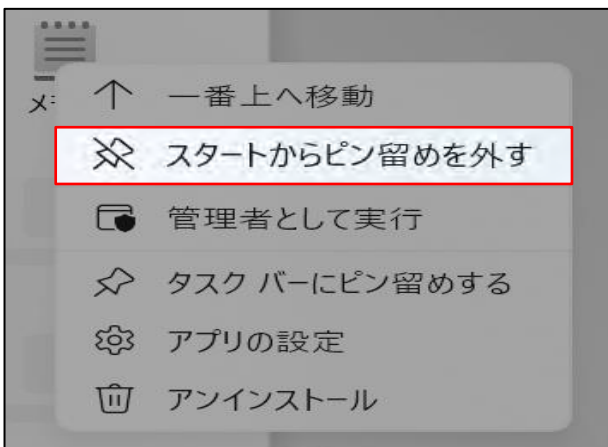 メ
一番上へ移動
スタートからピン留めを外す
管理者として実行
タスク バーにピン留めする
アプリの設定
アンインストール